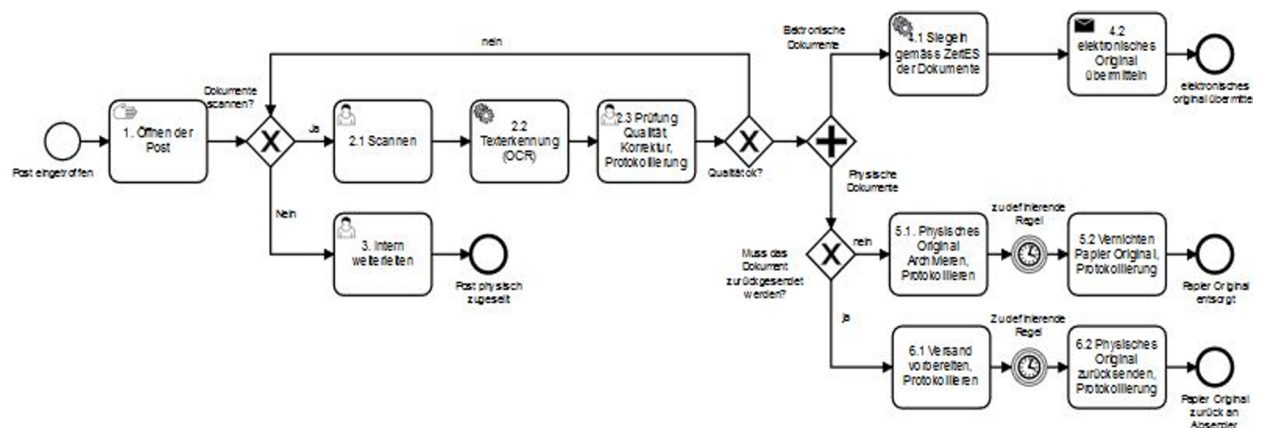 nein
Elektronische
Dokumente
4.1 Siegeln
gemäss ZertES
der Dokumente
4.2
elektronisches
Original
übermitteln
elektronisches
original übermitte
Dokumente
scannen?
1. Öffnen der
Post
Post eingetroffen
Ja
2.1 Scannen
2.2
Texterkennung
(OCR)
2.3 Prüfung
Qualität,
Korrektur,
Protokollierung
Qualität ok?
Physische
Dokumente
Nein
3. Intern
weiterleiten
Post physisch
zugestellt
Muss das
Dokument
zurückgesendet
werden?
nein
5.1. Physisches
Original
Archivieren,
Protokollieren
zu definierende
Regel
5.2 Vernichten
Papier Original,
Protokollierung
Papier Original
entsorgt
ja
6.1 Versand
vorbereiten,
Protokollieren
Zu definierende
Regel
6.2 Physisches
Original
zurücksenden,
Protokollierung
Papier Original
zurück an
Absender